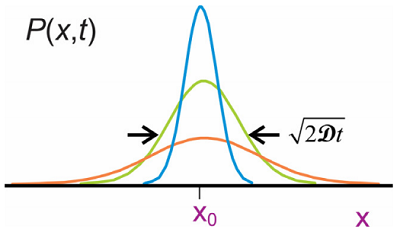 P(x,t)
√2𝕯t
x₀
x